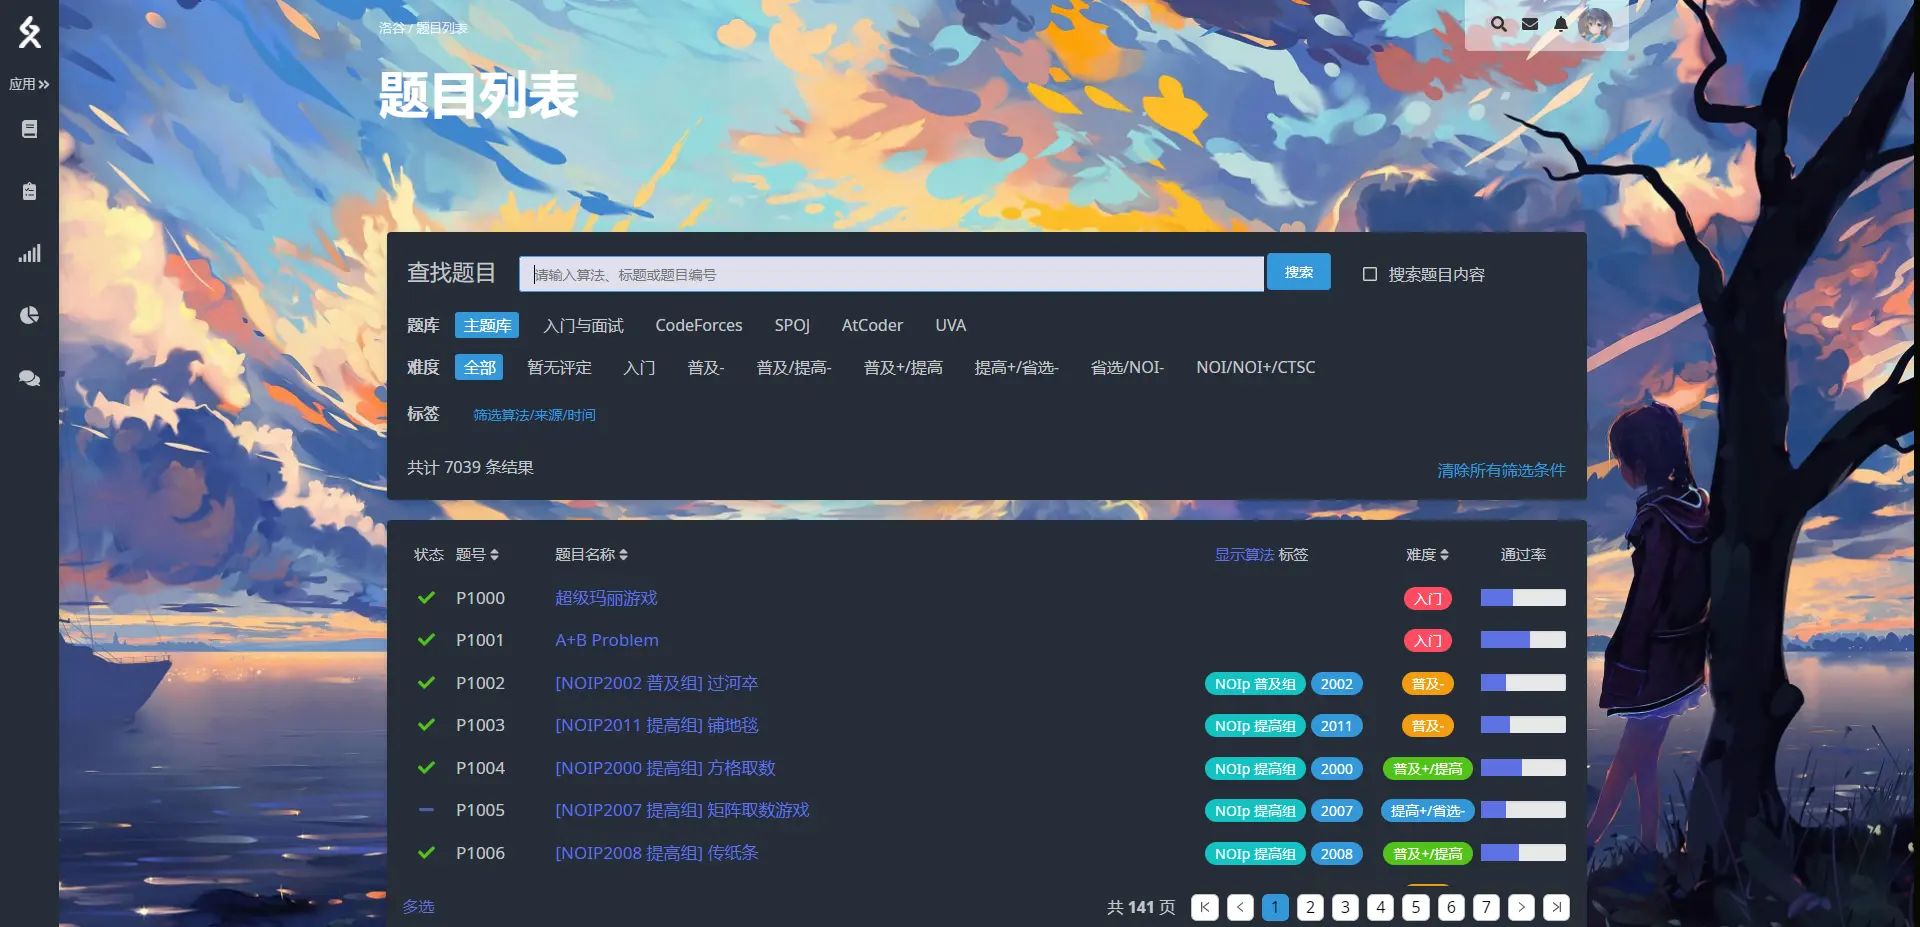 洛谷 / 题目列表
题目列表
应用
查找题目 请输入算法、标题或题目编号 搜索 搜索题目内容
题库 主题库 入门与面试 CodeForces SPOJ AtCoder UVA
难度 全部 暂无评定 入门 普及- 普及/提高- 普及+/提高 提高+/省选- 省选/NOI- NOI/NOI+/CTSC
标签 筛选算法/来源/时间
共计 7039 条结果 清除所有筛选条件
状态 题号 题目名称 显示算法 标签 难度 通过率
P1000 超级玛丽游戏 入门
P1001 A+B Problem 入门
P1002 [NOIP2002 普及组] 过河卒 NOIp 普及组 2002 普及-
P1003 [NOIP2011 提高组] 铺地毯 NOIp 提高组 2011 普及-
P1004 [NOIP2000 提高组] 方格取数 NOIp 提高组 2000 普及+/提高
P1005 [NOIP2007 提高组] 矩阵取数游戏 NOIp 提高组 2007 提高+/省选-
P1006 [NOIP2008 提高组] 传纸条 NOIp 提高组 2008 普及+/提高
多选 共 141 页 1 2 3 4 5 6 7